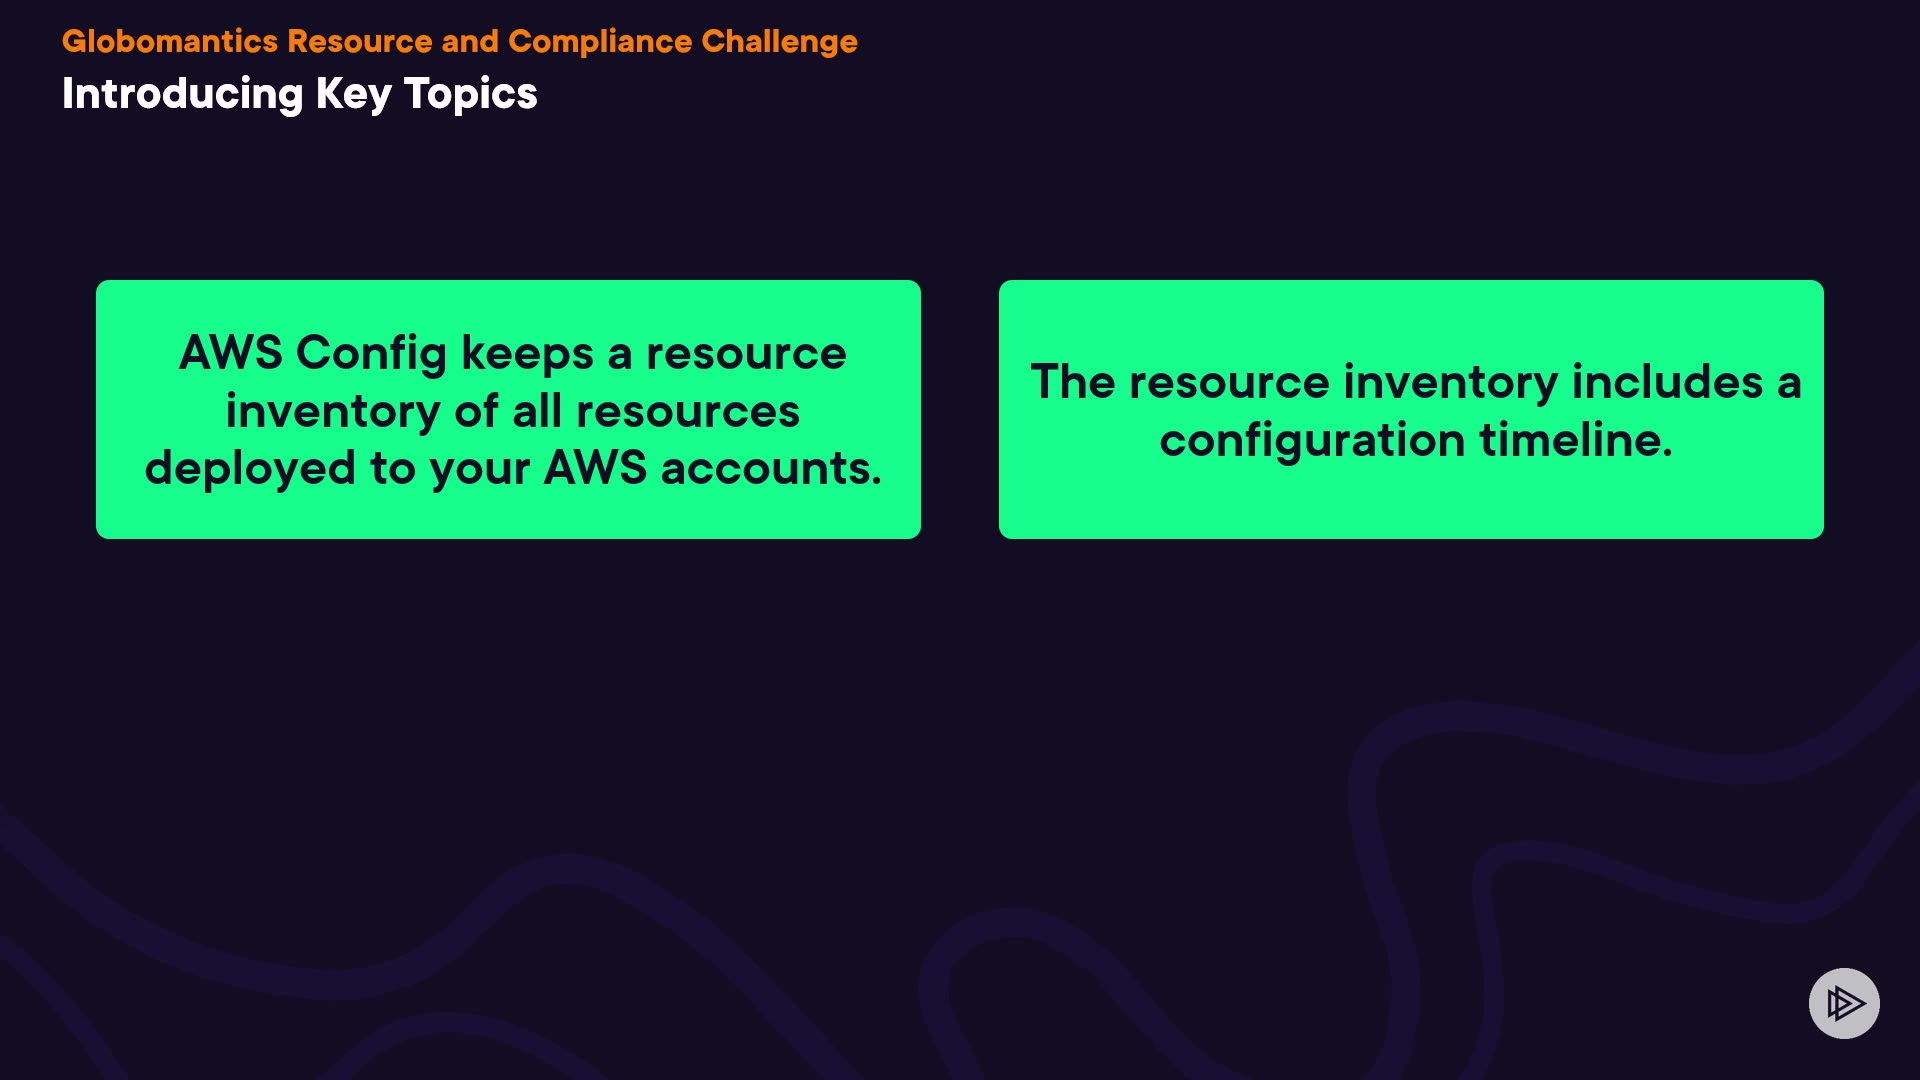 Globomantics Resource and Compliance Challenge
Introducing Key Topics
AWS Config keeps a resource
inventory of all resources
deployed to your AWS accounts.
The resource inventory includes a
configuration timeline.